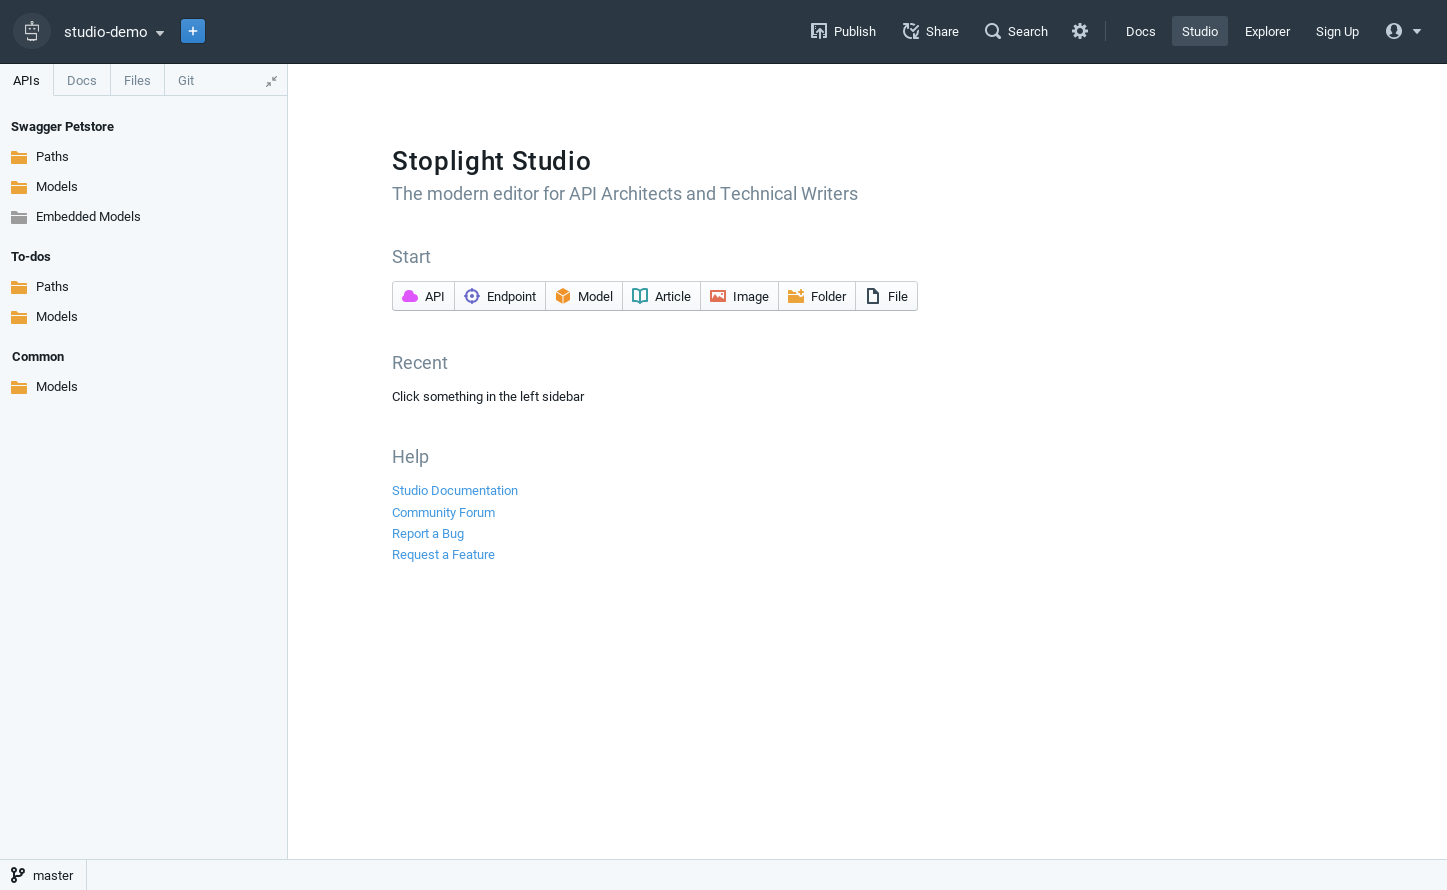 studio-demo
Publish
Share
Search
Docs
Studio
Explorer
Sign Up
APIs
Docs
Files
Git
Swagger Petstore
Paths
Models
Embedded Models
To-dos
Paths
Models
Common
Models
Stoplight Studio
The modern editor for API Architects and Technical Writers
Start
API
Endpoint
Model
Article
Image
Folder
File
Recent
Click something in the left sidebar
Help
Studio Documentation
Community Forum
Report a Bug
Request a Feature
master